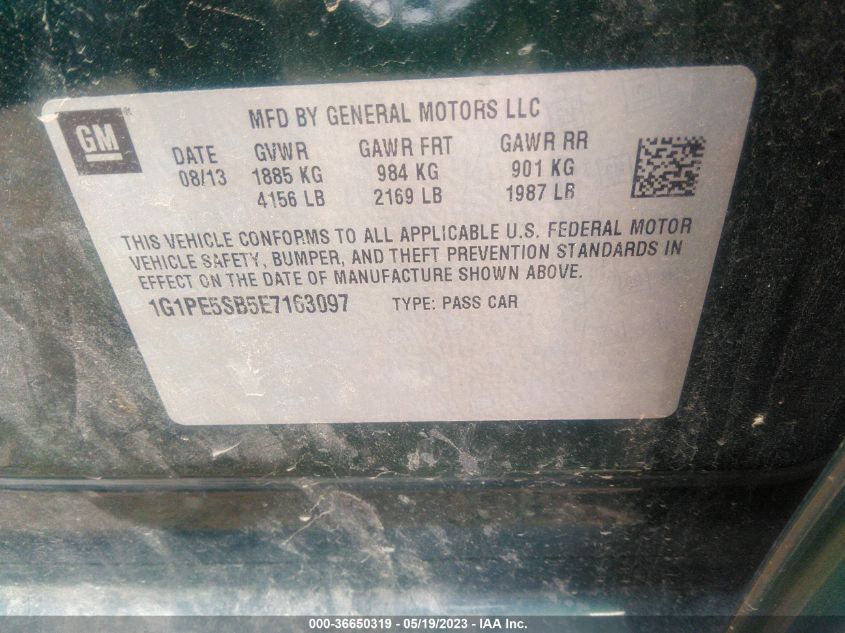 GM ®
MFD BY GENERAL MOTORS LLC
DATE GVWR GAWR FRT GAWR RR
08/13 1885 KG 984 KG 901 KG
4156 LB 2169 LB 1987 LB
THIS VEHICLE CONFORMS TO ALL APPLICABLE U.S. FEDERAL MOTOR
VEHICLE SAFETY, BUMPER, AND THEFT PREVENTION STANDARDS IN
EFFECT ON THE DATE OF MANUFACTURE SHOWN ABOVE.
1G1PE5SB5E7163097 TYPE: PASS CAR
000-36650319 - 05/19/2023 - IAA Inc.